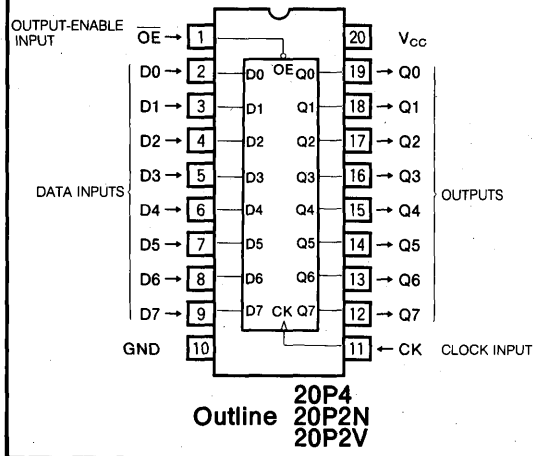 OUTPUT-ENABLE INPUT OE → 1 20 VCC
D0 → 2 D0 OE Q0 19 → Q0
D1 → 3 D1 Q1 18 → Q1
D2 → 4 D2 Q2 17 → Q2
D3 → 5 D3 Q3 16 → Q3
DATA INPUTS OUTPUTS
D4 → 6 D4 Q4 15 → Q4
D5 → 7 D5 Q5 14 → Q5
D6 → 8 D6 Q6 13 → Q6
D7 → 9 D7 CK Q7 12 → Q7
GND 10 11 ← CK CLOCK INPUT
20P4
Outline 20P2N
20P2V